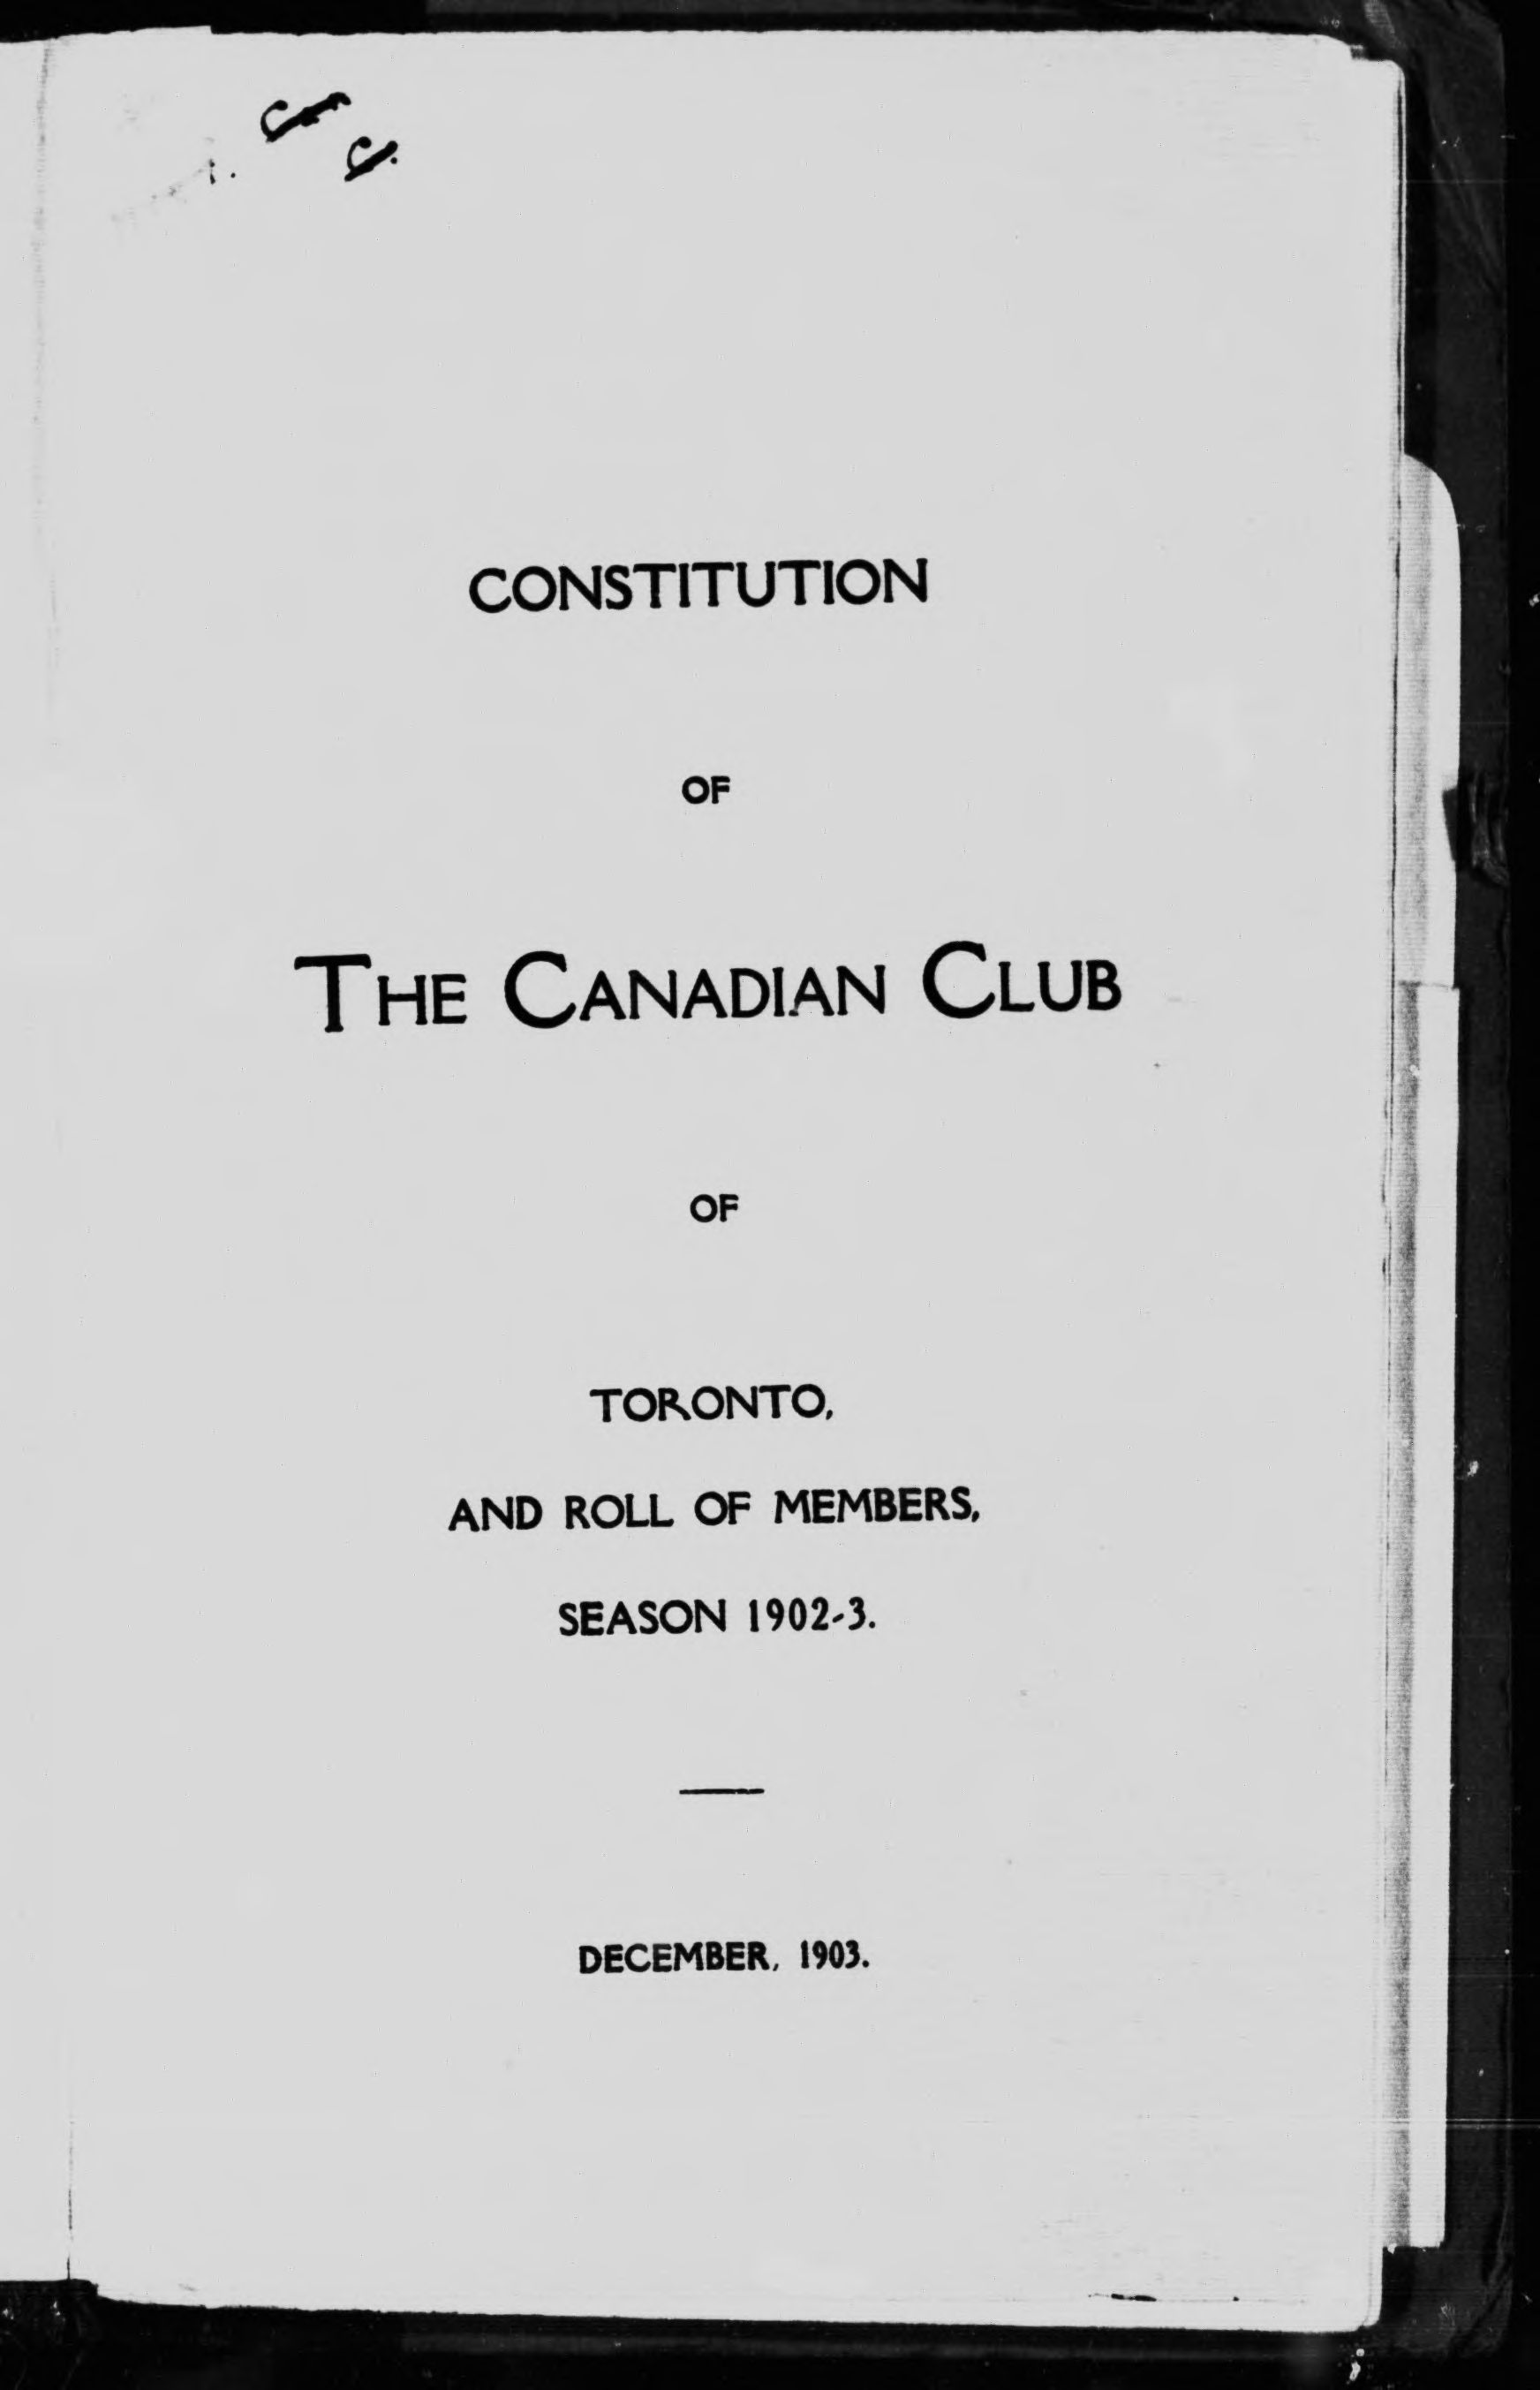 CONSTITUTION
OF
THE CANADIAN CLUB
OF
TORONTO,
AND ROLL OF MEMBERS,
SEASON 1902-3.
DECEMBER, 1903.